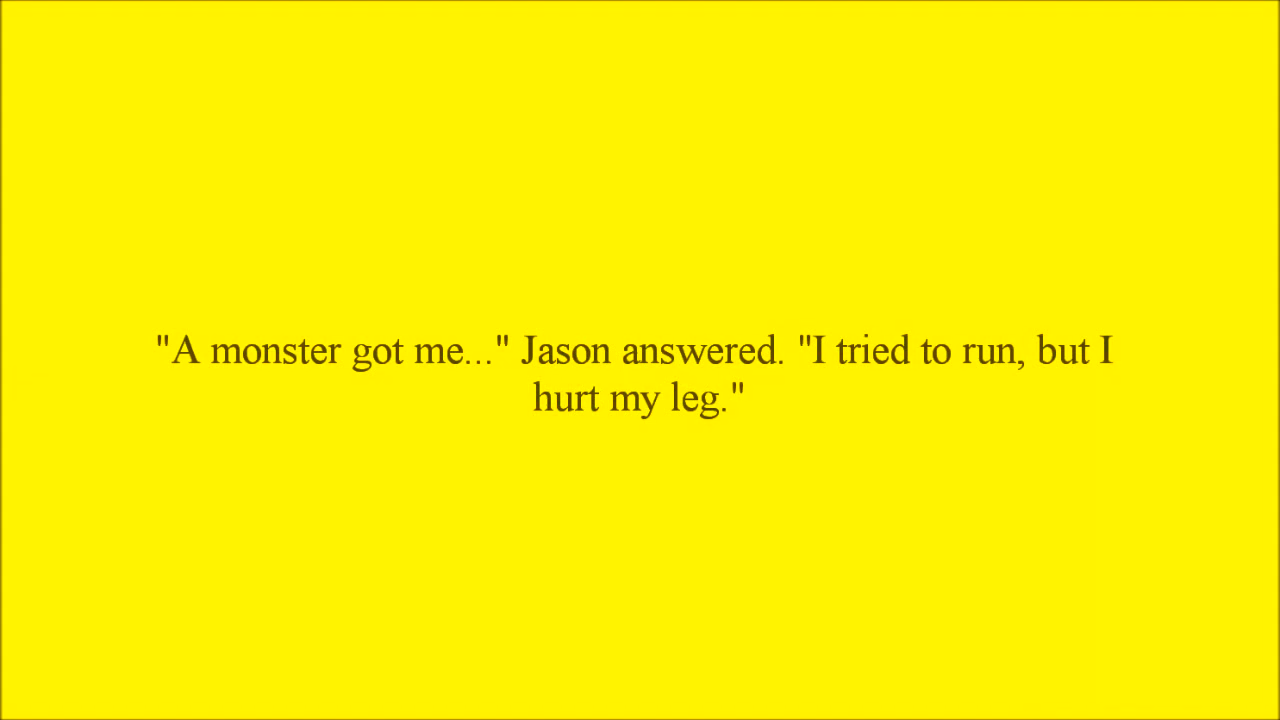 "A monster got me..." Jason answered. "I tried to run, but I
hurt my leg."